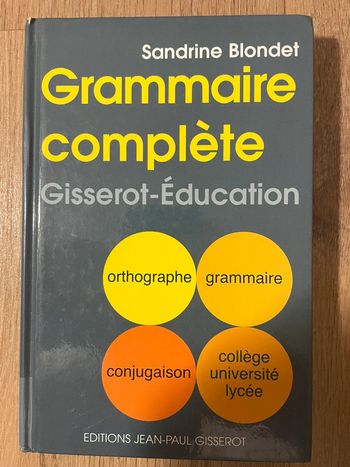 Sandrine Blondet
Grammaire
complète
Gisserot-Éducation
orthographe
grammaire
conjugaison
collège
université
lycée
EDITIONS JEAN-PAUL GISSEROT